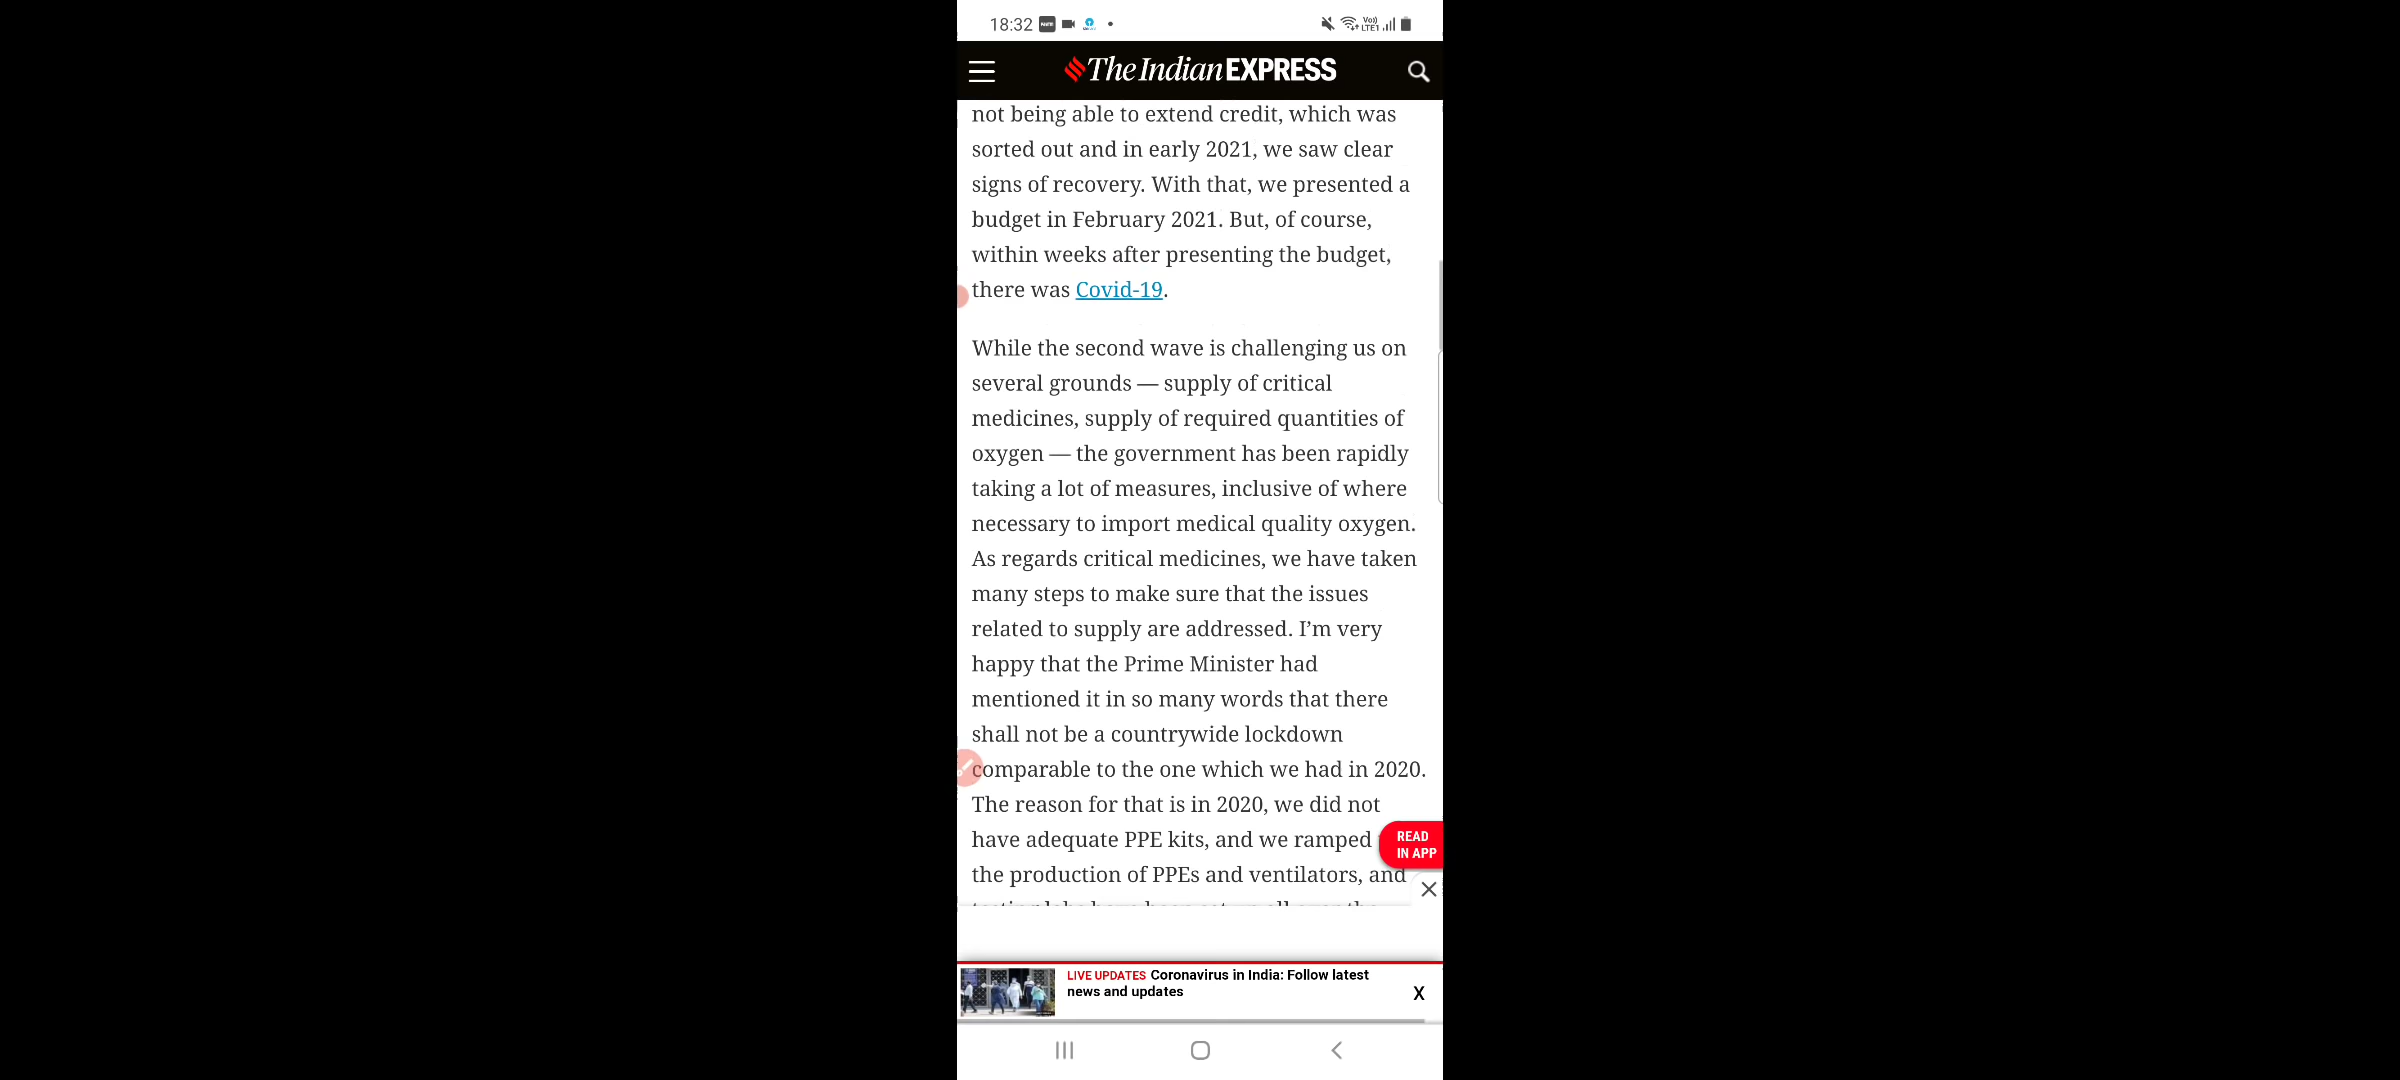 18:32
The Indian EXPRESS
not being able to extend credit, which was
sorted out and in early 2021, we saw clear
signs of recovery. With that, we presented a
budget in February 2021. But, of course,
within weeks after presenting the budget,
there was Covid-19.
While the second wave is challenging us on
several grounds — supply of critical
medicines, supply of required quantities of
oxygen — the government has been rapidly
taking a lot of measures, inclusive of where
necessary to import medical quality oxygen.
As regards critical medicines, we have taken
many steps to make sure that the issues
related to supply are addressed. I’m very
happy that the Prime Minister had
mentioned it in so many words that there
shall not be a countrywide lockdown
comparable to the one which we had in 2020.
The reason for that is in 2020, we did not
have adequate PPE kits, and we ramped
READ
IN APP
the production of PPEs and ventilators, and
LIVE UPDATES Coronavirus in India: Follow latest
news and updates
X